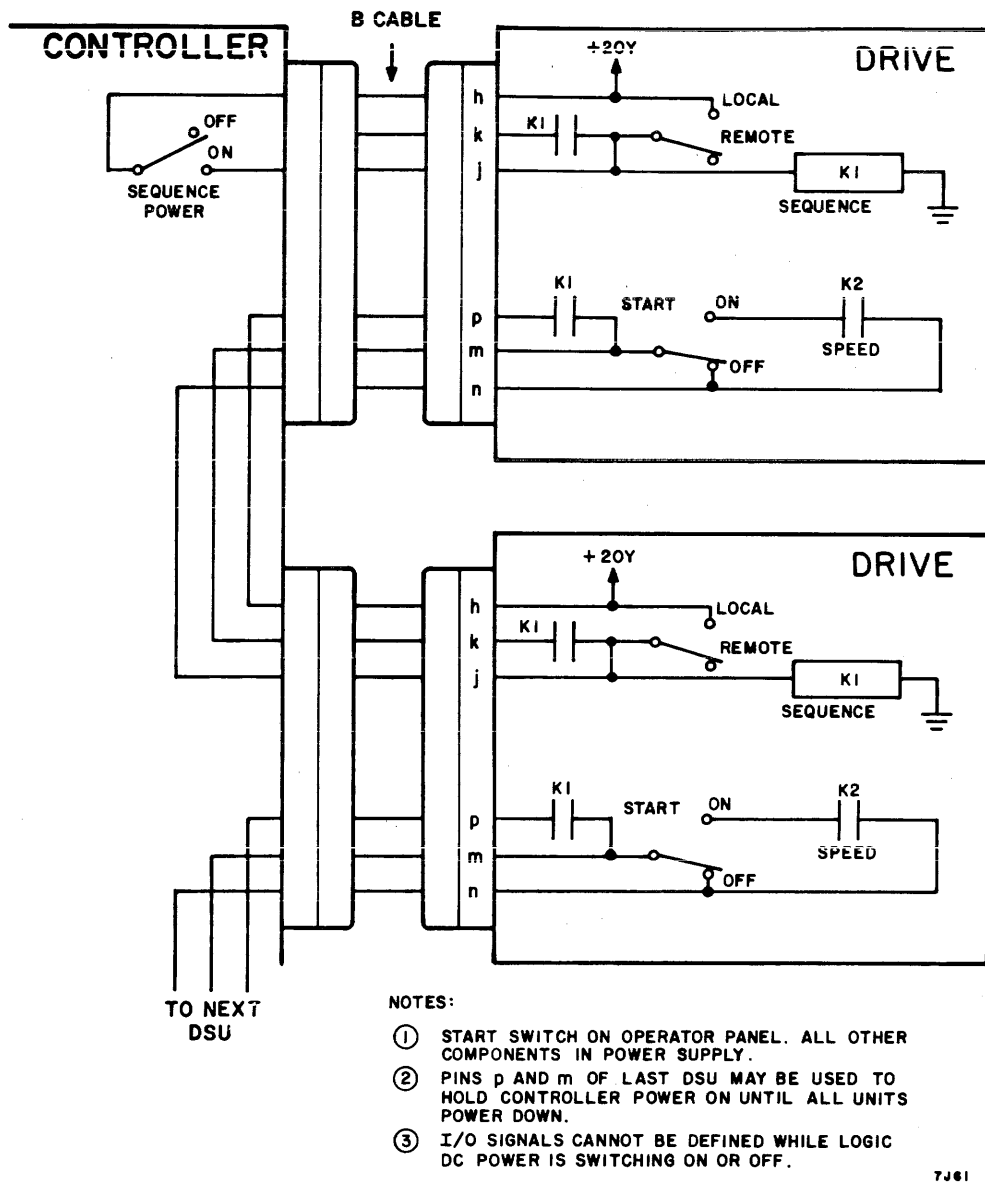 B CABLE
CONTROLLER
DRIVE
+20Y
h
LOCAL
OFF
K1
k
REMOTE
ON
j
K1
SEQUENCE
POWER
SEQUENCE
K1
START
ON
K2
p
m
SPEED
OFF
n
DRIVE
+20Y
h
LOCAL
K1
k
REMOTE
j
K1
SEQUENCE
K1
START
ON
K2
p
m
SPEED
OFF
n
TO NEXT
DSU
NOTES:
1 START SWITCH ON OPERATOR PANEL. ALL OTHER
COMPONENTS IN POWER SUPPLY.
2 PINS p AND m OF LAST DSU MAY BE USED TO
HOLD CONTROLLER POWER ON UNTIL ALL UNITS
POWER DOWN.
3 I/O SIGNALS CANNOT BE DEFINED WHILE LOGIC
DC POWER IS SWITCHING ON OR OFF.
7J61